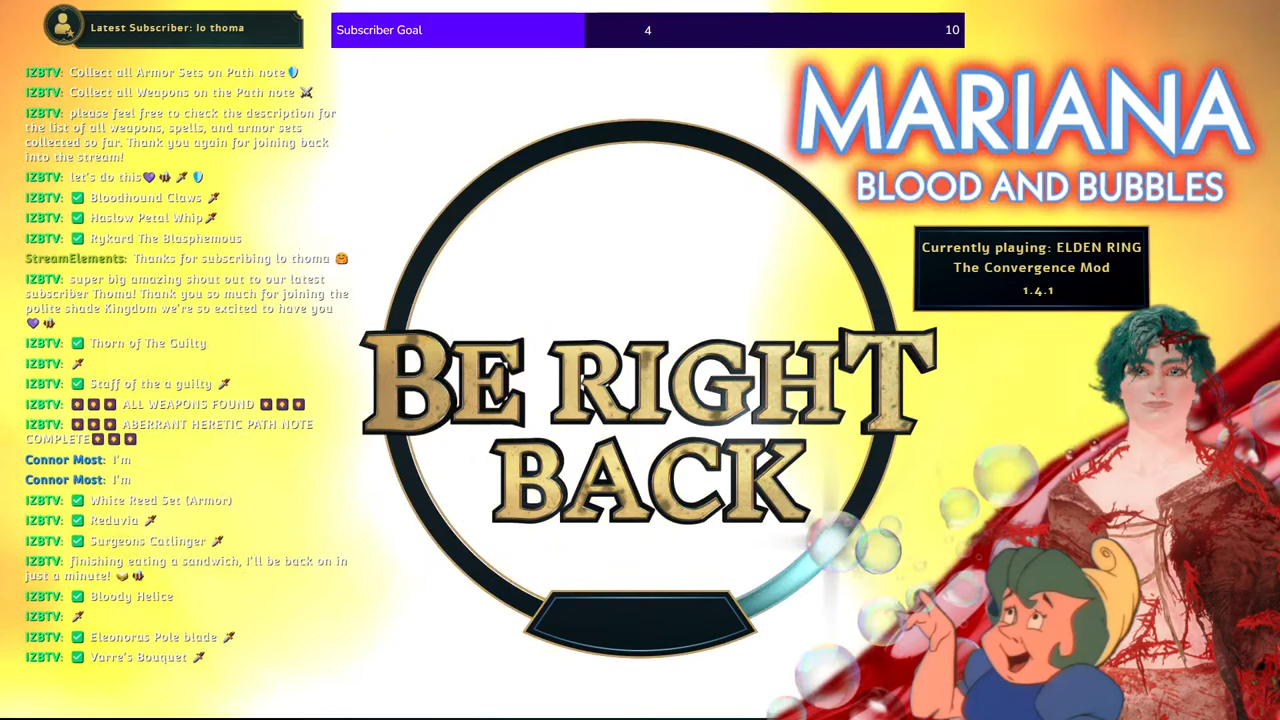 Latest Subscriber: lo thoma
Subscriber Goal
4
10
IZBTV: Collect all Armor Sets on Path note
IZBTV: Collect all Weapons on the Path note
IZBTV: please feel free to check the description for
the list of all weapons, spells, and armor sets
collected so far. Thank you again for joining back
into the stream!
IZBTV: let's do this
IZBTV: Bloodhound Claws
IZBTV: Haslow Petal Whip
IZBTV: Rykard The Blasphemous
StreamElements: Thanks for subscribing lo thoma
IZBTV: super big amazing shout out to our latest
subscriber Thoma! Thank you so much for joining the
polite shade Kingdom we're so excited to have you
IZBTV: Thorn of The Guilty
IZBTV:
IZBTV: Staff of the a guilty
IZBTV: ALL WEAPONS FOUND
IZBTV: ABERRANT HERETIC PATH NOTE
COMPLETE
Connor Most: I'm
Connor Most: I'm
IZBTV: White Reed Set (Armor)
IZBTV: Reduvia
IZBTV: Surgeons Catlinger
IZBTV: finishing eating a sandwich, I'll be back on in
just a minute!
IZBTV: Bloody Helice
IZBTV:
IZBTV: Eleonoras Pole blade
IZBTV: Varre's Bouquet
BE RIGHT
BACK
MARIANA
BLOOD AND BUBBLES
Currently playing: ELDEN RING
The Convergence Mod
1.4.1